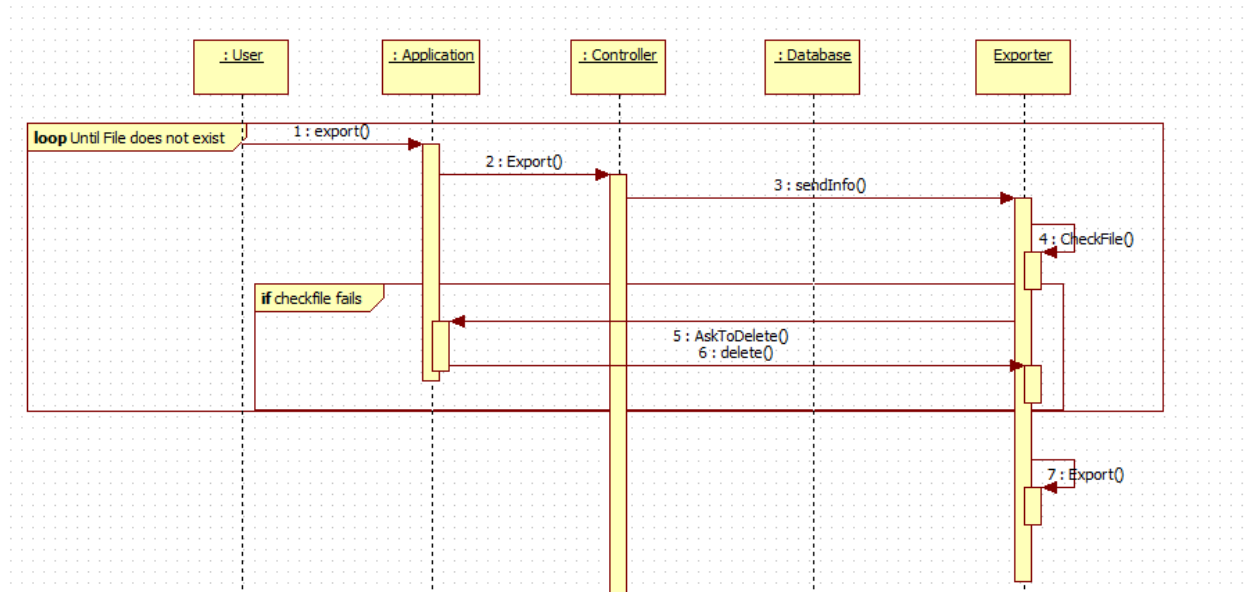 : User
: Application
: Controller
: Database
Exporter
loop Until File does not exist
1 : export()
2 : Export()
3 : sendInfo()
4 : CheckFile()
if checkfile fails
5 : AskToDelete()
6 : delete()
7 : Export()